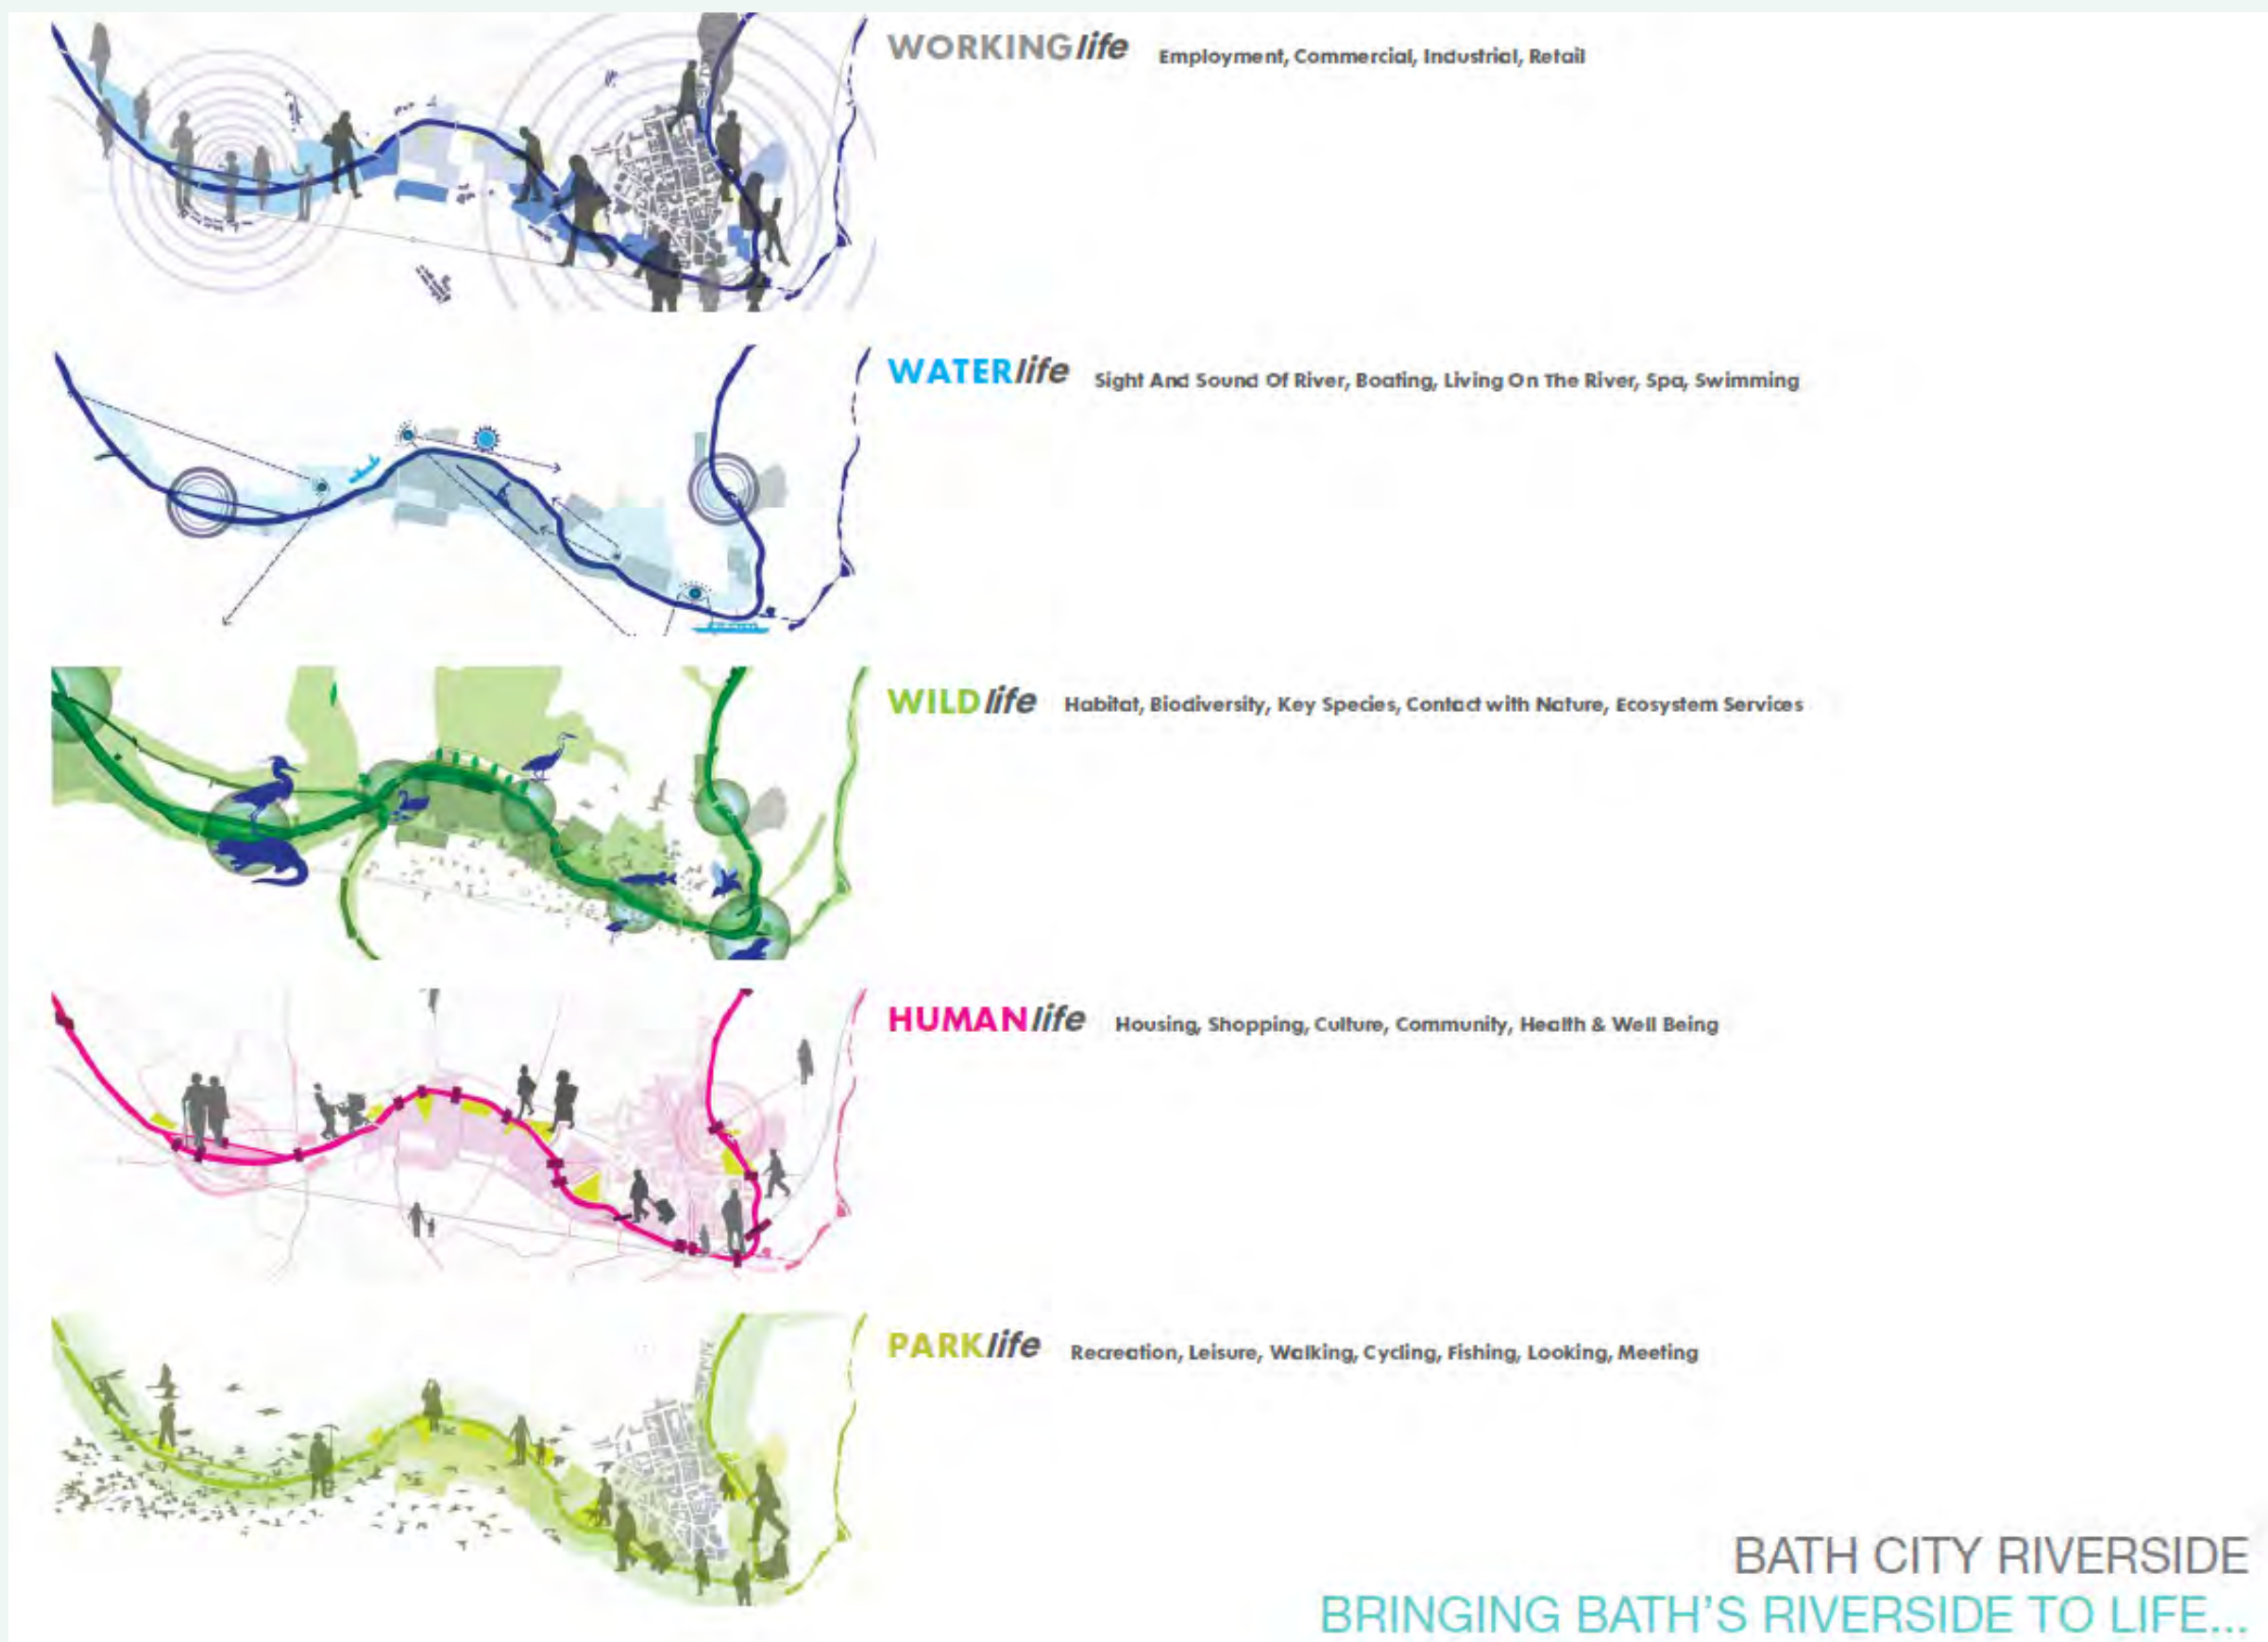 WORKINGlife Employment, Commercial, Industrial, Retail
WATERlife Sight And Sound Of River, Boating, Living On The River, Spa, Swimming
WILDlife Habitat, Biodiversity, Key Species, Contact with Nature, Ecosystem Services
HUMANlife Housing, Shopping, Culture, Community, Health & Well Being
PARKlife Recreation, Leisure, Walking, Cycling, Fishing, Looking, Meeting
BATH CITY RIVERSIDE
BRINGING BATH'S RIVERSIDE TO LIFE...